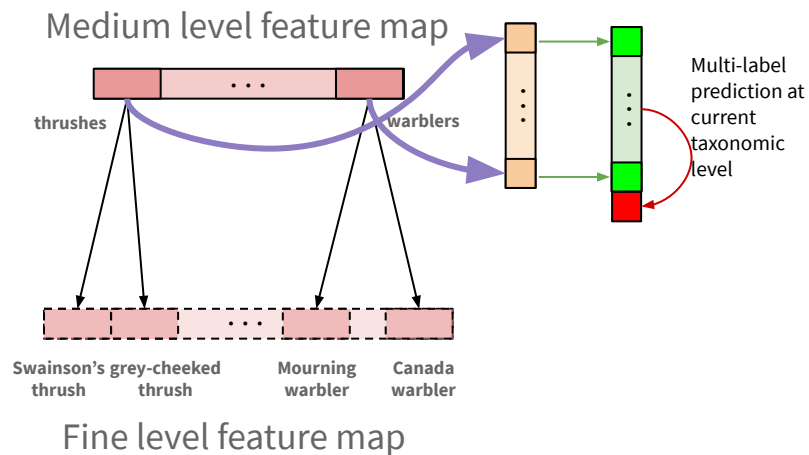 Medium level feature map
. . .
thrushes
warblers
Multi-label
prediction at
current
taxonomic
level
. . .
Swainson’s
thrush
grey-cheeked
thrush
Mourning
warbler
Canada
warbler
Fine level feature map